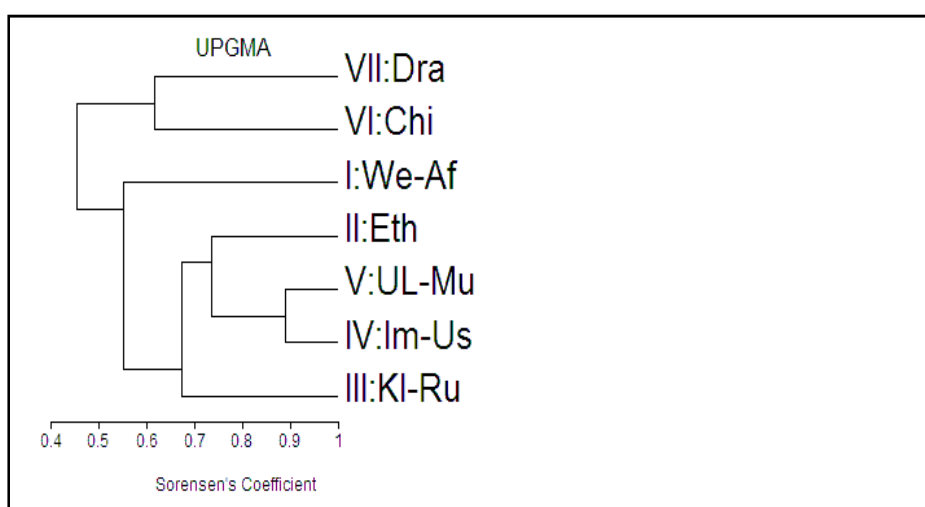 UPGMA
VII:Dra
VI:Chi
I:We-Af
II:Eth
V:UL-Mu
IV:Im-Us
III:Kl-Ru
0.4 0.5 0.6 0.7 0.8 0.9 1
Sorensen's Coefficient